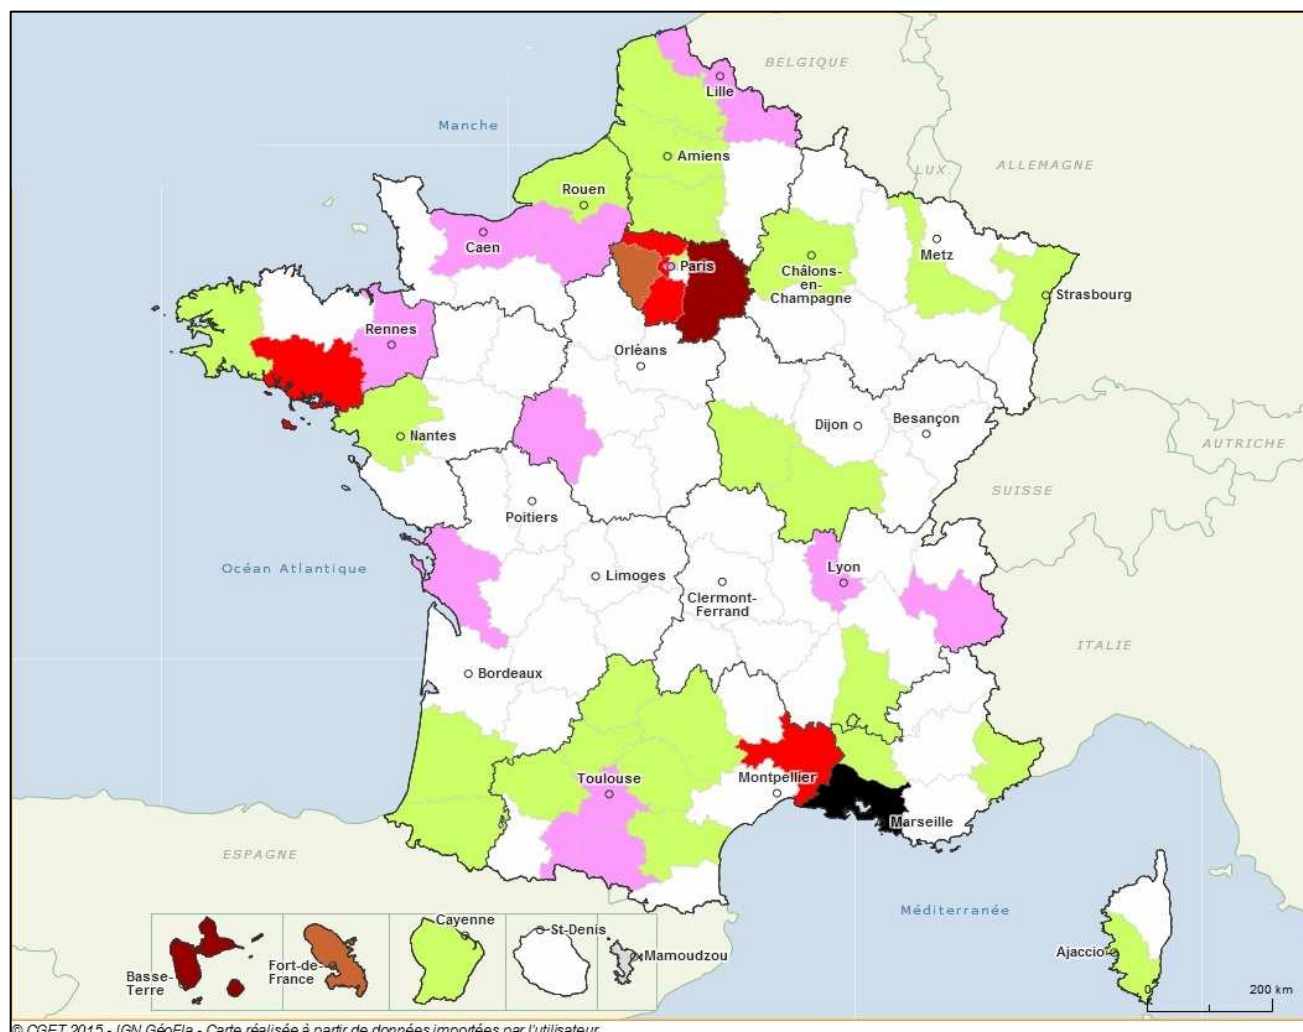 BELGIQUE
Lille
Manche
Amiens
LUX.
ALLEMAGNE
Rouen
Caen
Metz
Paris
Châlons-
en-
Champagne
Strasbourg
Rennes
Orléans
Nantes
Dijon
Besançon
AUTRICHE
SUISSE
Poitiers
Océan Atlantique
Limoges
Clermont-
Ferrand
Lyon
ITALIE
Bordeaux
Toulouse
Montpellier
Marseille
ESPAGNE
Méditerranée
Ajaccio
Cayenne
St-Denis
Mamoudzou
Basse-
Terre
Fort-de-
France
0
200 km
© CGET 2015 - IGN GéoFla - Carte réalisée à partir de données importées par l'utilisateur